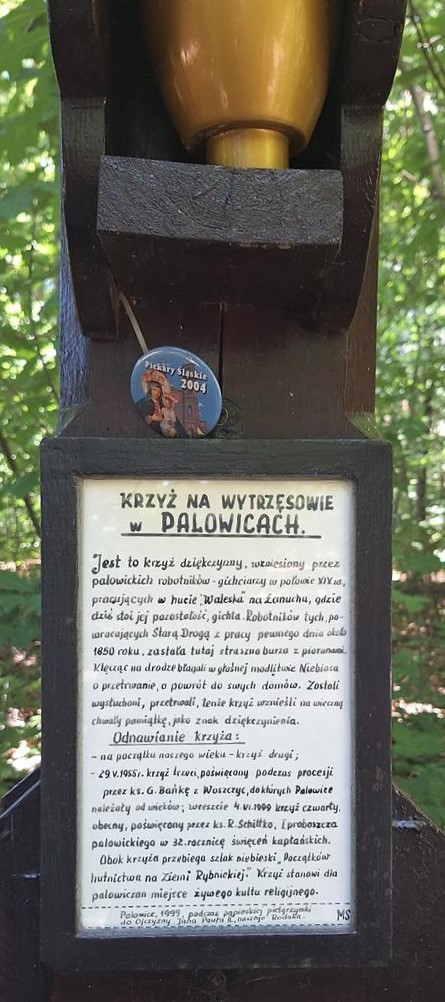 Piekary Śląskie
2004
KRZYŻ NA WYTRZĘSOWIE
w PALOWICACH.
Jest to krzyż dziękczynny, wzniesiony przez
palowickich robotników - gichciarzy w połowie XIX w.,
pracujących w hucie „Waleska” na Łanuchu, gdzie
dziś stoi jej pozostałość, gichta. Robotników tych, po-
wracających Starą Drogą z pracy pewnego dnia około
1850 roku, zastała tutaj straszna burza z piorunami.
Klęcząc na drodze błagali w głośnej modlitwie Niebiosa
o przetrwanie, o powrót do swych domów. Zostali
wysłuchani, przetrwali, tenże krzyż wznieśli na wieczną
chwały pamiątkę, jako znak dziękczynienia.
Odnawianie krzyża:
- na początku naszego wieku - krzyż drugi;
- 29.V.1955r. krzyż trzeci, poświęcony podczas procesji
przez ks. G. Bańkę z Woszczyc, do których Palowice
należały od wieków; wreszcie 4.VI.1999 krzyż czwarty,
obecny, poświęcony przez ks. R. Schittko, I proboszcza
palowickiego w 32. rocznicę święceń kapłańskich.
Obok krzyża przebiega szlak niebieski „Początków
hutnictwa na Ziemi Rybnickiej.” Krzyż stanowi dla
palowiczan miejsce żywego kultu religijnego.
Palowice, 1999, podczas papieskiej pielgrzymki
do Ojczyzny Jana Pawła II, naszego Rodaka.
MS